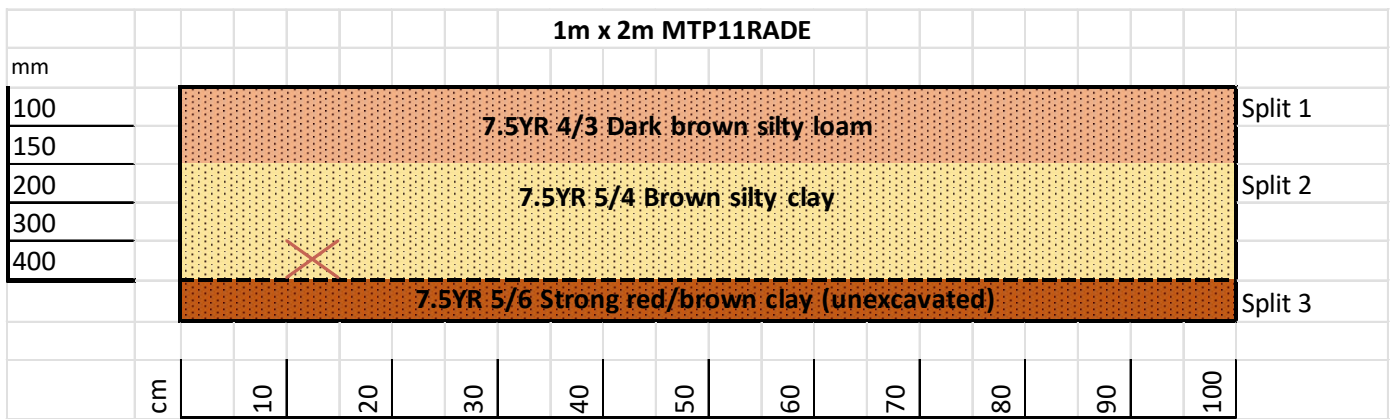 1m x 2m MTP11RADE
mm
100
Split 1
7.5YR 4/3 Dark brown silty loam
150
200
Split 2
7.5YR 5/4 Brown silty clay
300
400
7.5YR 5/6 Strong red/brown clay (unexcavated)
Split 3
cm 10 20 30 40 50 60 70 80 90 100